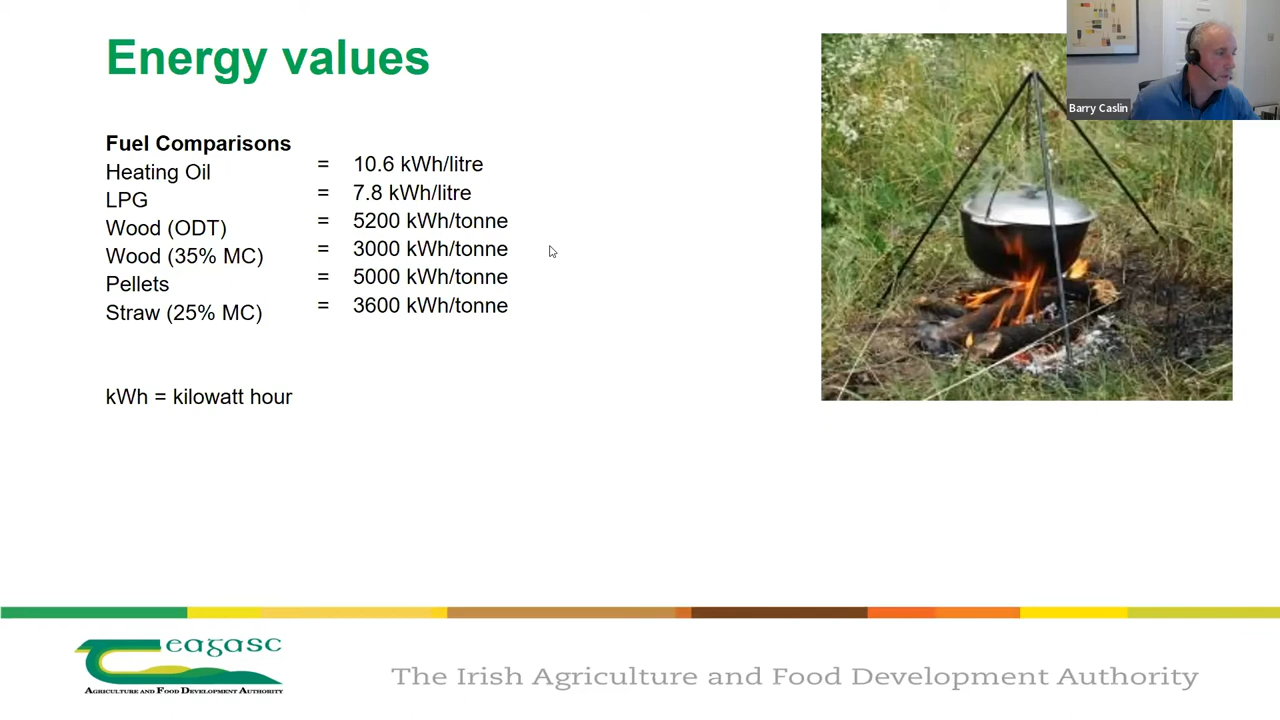 Energy values
Barry Caslin
Fuel Comparisons
Heating Oil = 10.6 kWh/litre
LPG = 7.8 kWh/litre
Wood (ODT) = 5200 kWh/tonne
Wood (35% MC) = 3000 kWh/tonne
Pellets = 5000 kWh/tonne
Straw (25% MC) = 3600 kWh/tonne
kWh = kilowatt hour
teagasc
AGRICULTURE AND FOOD DEVELOPMENT AUTHORITY
The Irish Agriculture and Food Development Authority